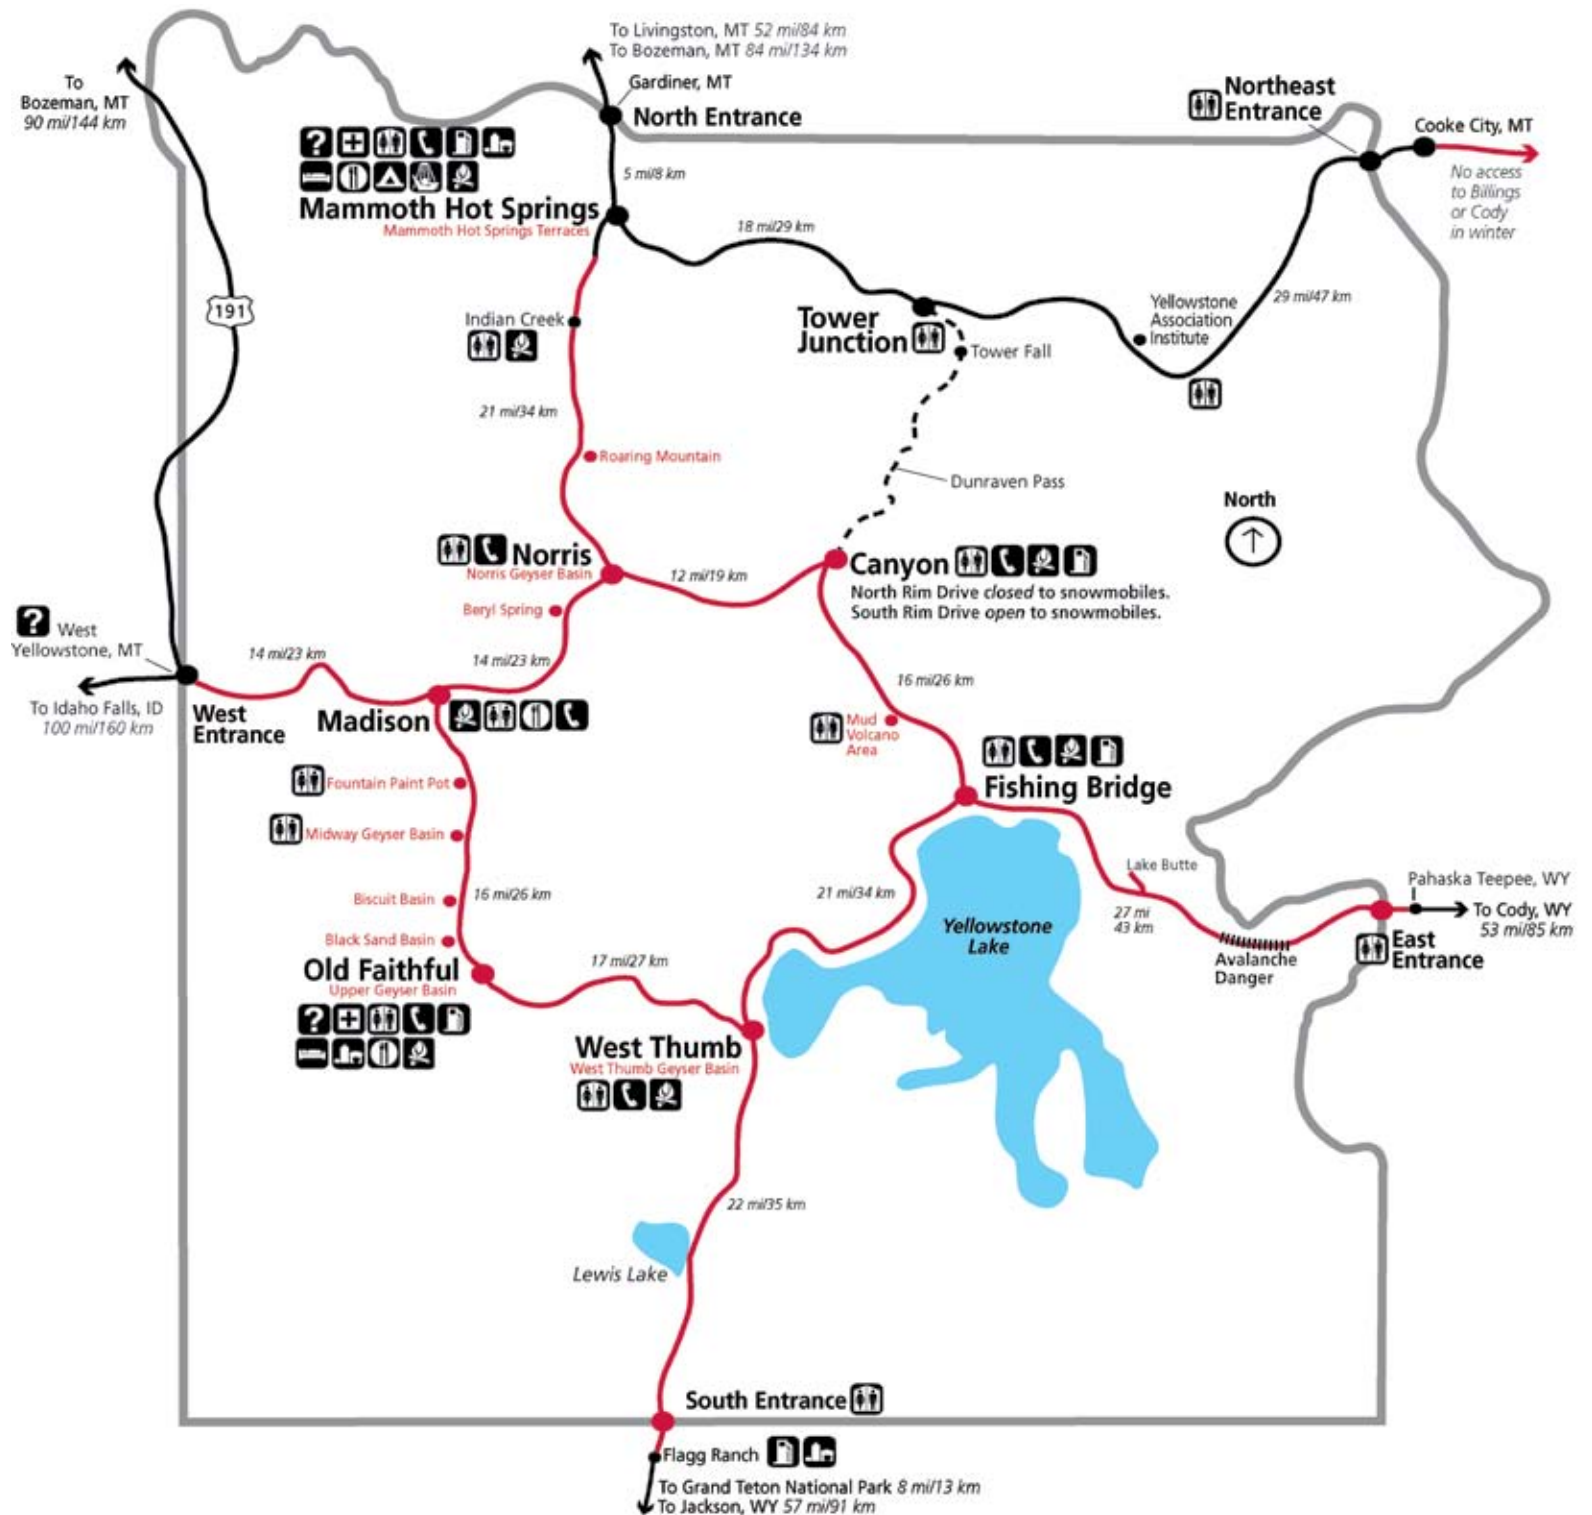 To Livingston, MT 52 mi/84 km
To Bozeman, MT 84 mi/134 km
Gardiner, MT
North Entrance
To
Bozeman, MT
90 mi/144 km
Northeast
Entrance
Cooke City, MT
No access
to Billings
or Cody
in winter
?
5 mi/8 km
Mammoth Hot Springs
Mammoth Hot Springs Terraces
18 mi/29 km
191
Indian Creek
Tower
Junction
Tower Fall
Yellowstone
Association
Institute
29 mi/47 km
21 mi/34 km
Roaring Mountain
Dunraven Pass
North
Norris
Norris Geyser Basin
12 mi/19 km
Canyon
North Rim Drive closed to snowmobiles.
South Rim Drive open to snowmobiles.
Beryl Spring
?
West
Yellowstone, MT
14 mi/23 km
14 mi/23 km
16 mi/26 km
To Idaho Falls, ID
100 mi/160 km
West
Entrance
Madison
Mud
Volcano
Area
Fishing Bridge
Fountain Paint Pot
Midway Geyser Basin
Biscuit Basin
16 mi/26 km
Black Sand Basin
21 mi/34 km
Yellowstone
Lake
Lake Butte
27 mi
43 km
Pahaska Teepee, WY
To Cody, WY
53 mi/85 km
Avalanche
Danger
East
Entrance
Old Faithful
Upper Geyser Basin
?
17 mi/27 km
West Thumb
West Thumb Geyser Basin
22 mi/35 km
Lewis Lake
South Entrance
Flagg Ranch
To Grand Teton National Park 8 mi/13 km
To Jackson, WY 57 mi/91 km